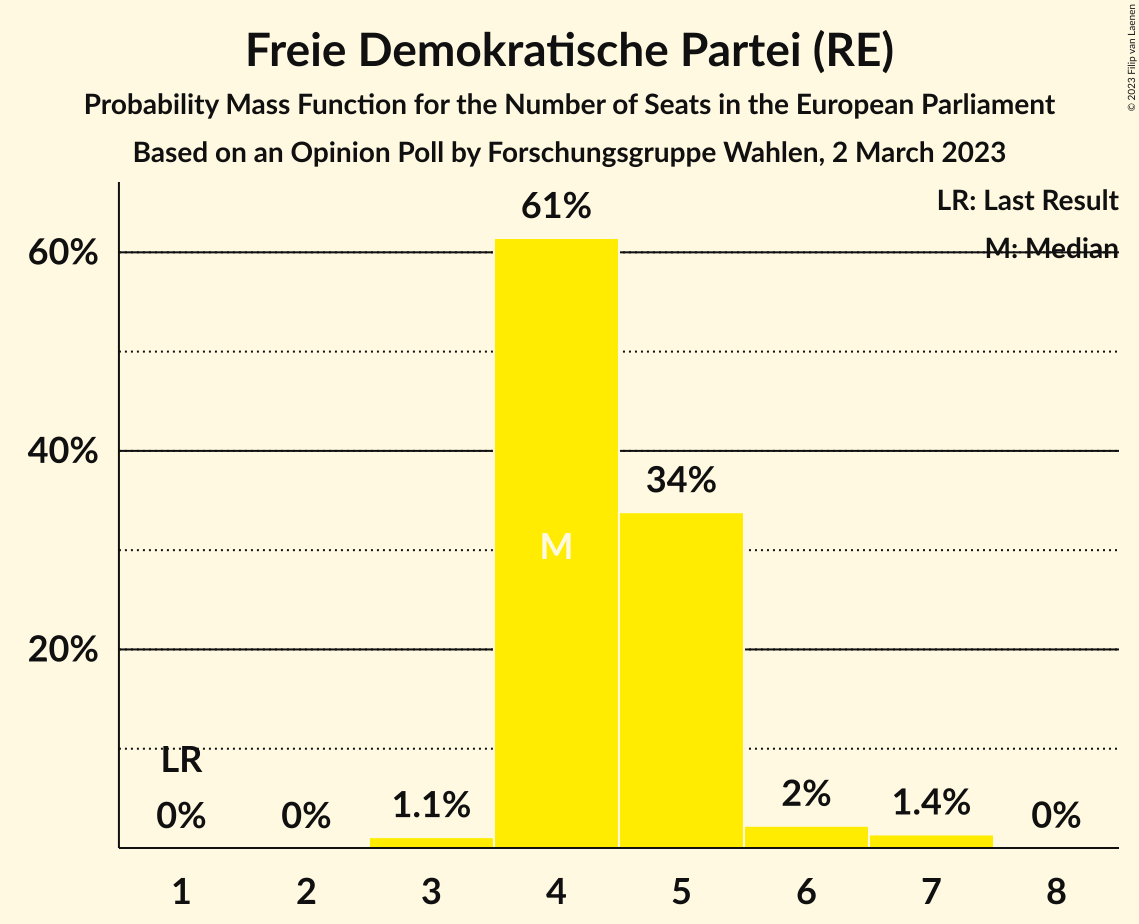 Freie Demokratische Partei (RE)
Probability Mass Function for the Number of Seats in the European Parliament
Based on an Opinion Poll by Forschungsgruppe Wahlen, 2 March 2023
© 2023 Filip van Laenen
LR: Last Result
M: Median
60%
40%
20%
61%
34%
M
LR
0%
0%
1.1%
2%
1.4%
0%
1 2 3 4 5 6 7 8